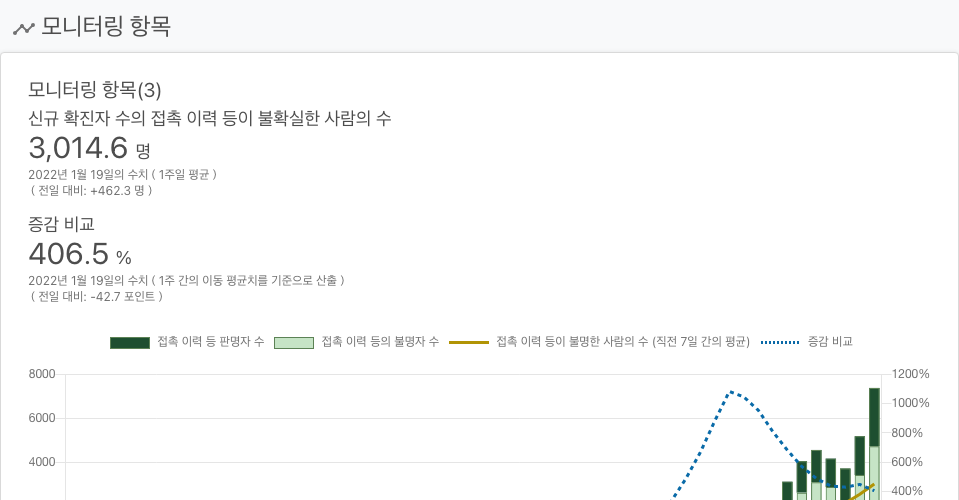 모니터링 항목
모니터링 항목(3)
신규 확진자 수의 접촉 이력 등이 불확실한 사람의 수
3,014.6 명
2022년 1월 19일의 수치 ( 1주일 평균 )
( 전일 대비: +462.3 명 )
증감 비교
406.5 %
2022년 1월 19일의 수치 ( 1주 간의 이동 평균치를 기준으로 산출 )
( 전일 대비: -42.7 포인트 )
접촉 이력 등 판명자 수 접촉 이력 등의 불명자 수 접촉 이력 등이 불명한 사람의 수 (직전 7일 간의 평균) 증감 비교
8000 1200%
1000%
6000
800%
4000 600%
400%